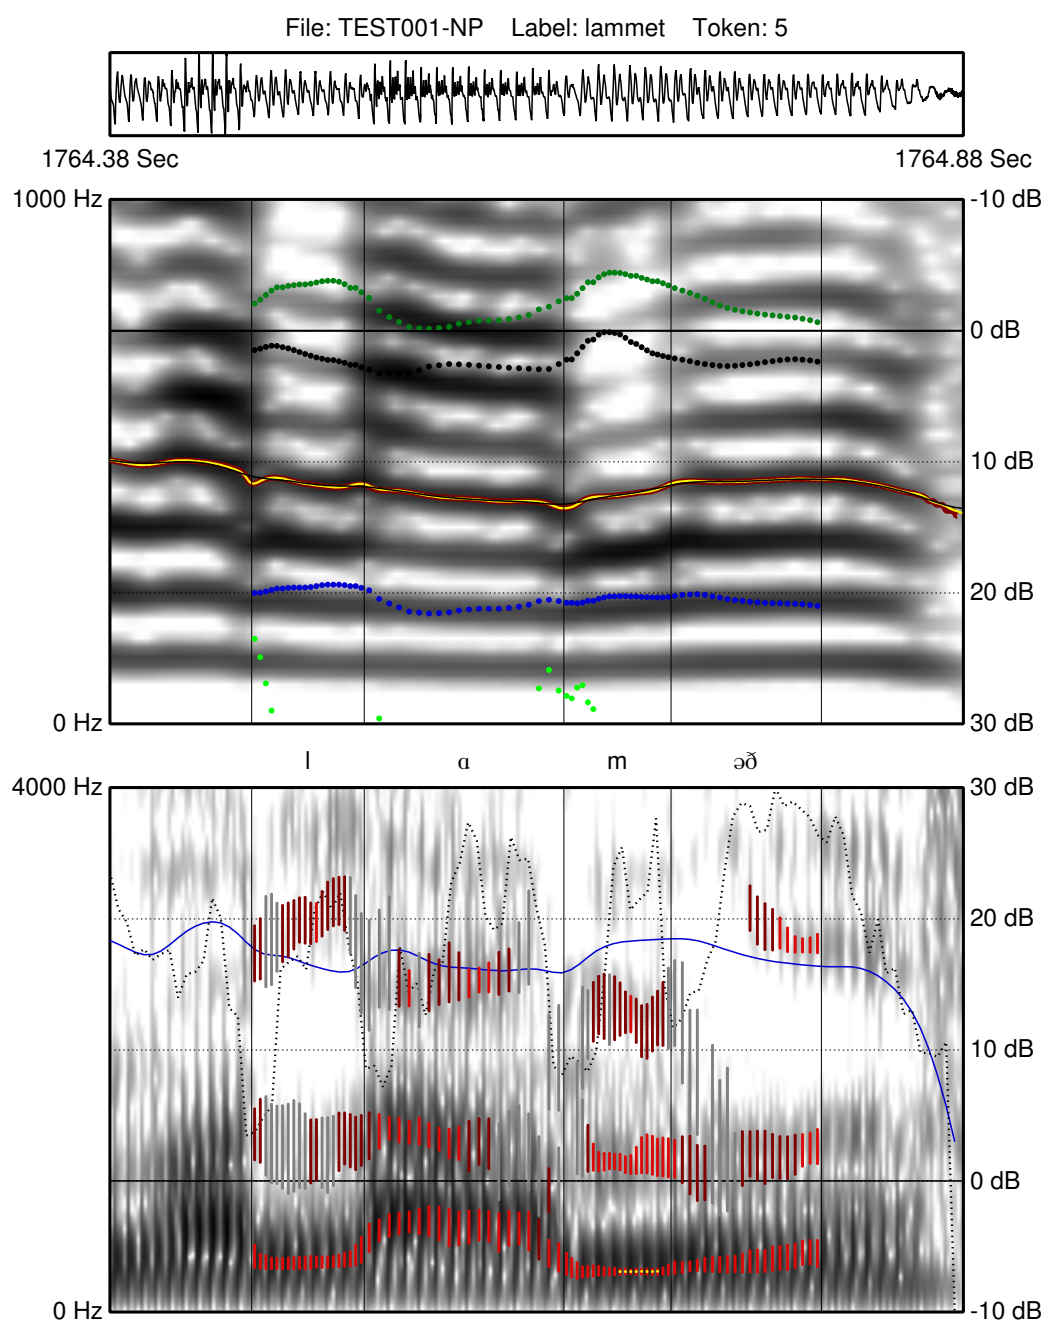 File: TEST001-NP Label: lammet Token: 5
1764.38 Sec 1764.88 Sec
1000 Hz -10 dB
0 dB
10 dB
20 dB
0 Hz 30 dB
l ɑ m əð
4000 Hz 30 dB
20 dB
10 dB
0 dB
0 Hz -10 dB